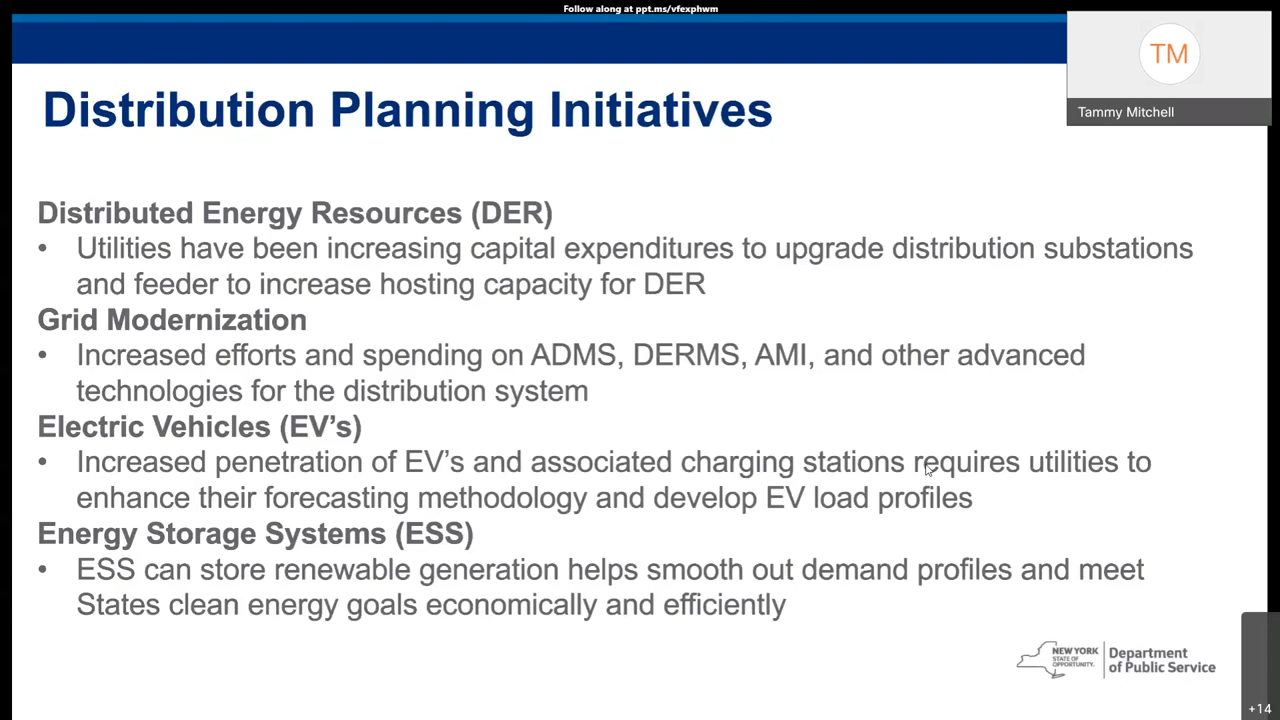 Follow along at ppt.ms/vfexphwm
TM
Tammy Mitchell
Distribution Planning Initiatives
Distributed Energy Resources (DER)
• Utilities have been increasing capital expenditures to upgrade distribution substations
and feeder to increase hosting capacity for DER
Grid Modernization
• Increased efforts and spending on ADMS, DERMS, AMI, and other advanced
technologies for the distribution system
Electric Vehicles (EV's)
• Increased penetration of EV's and associated charging stations requires utilities to
enhance their forecasting methodology and develop EV load profiles
Energy Storage Systems (ESS)
• ESS can store renewable generation helps smooth out demand profiles and meet
States clean energy goals economically and efficiently
NEW YORK
STATE OF
OPPORTUNITY.
Department
of Public Service
+14